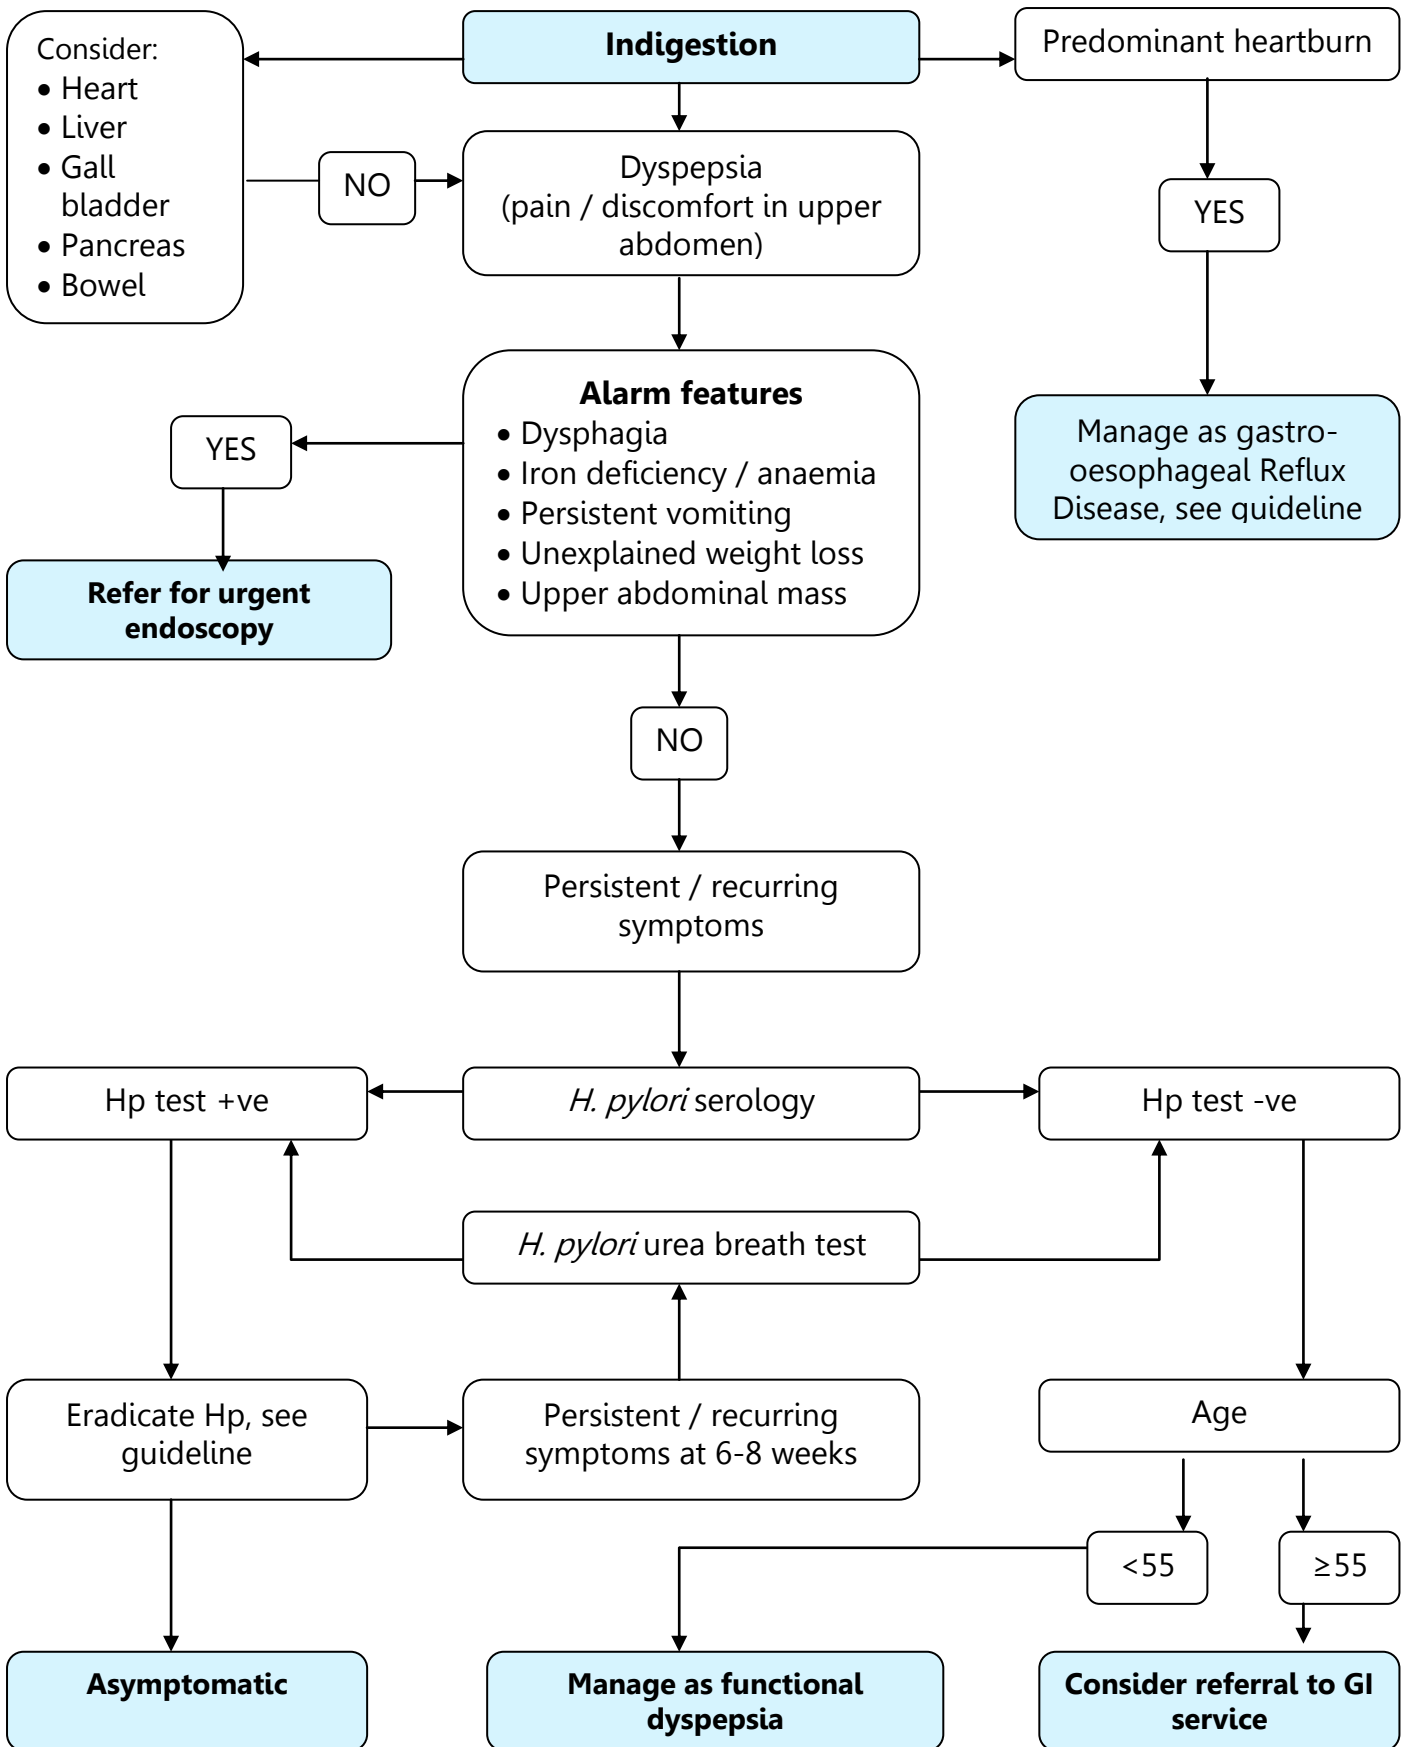 Indigestion
Consider:
• Heart
• Liver
• Gall
bladder
• Pancreas
• Bowel
Predominant heartburn
NO
Dyspepsia
(pain / discomfort in upper
abdomen)
YES
Alarm features
• Dysphagia
• Iron deficiency / anaemia
• Persistent vomiting
• Unexplained weight loss
• Upper abdominal mass
YES
Manage as gastro-
oesophageal Reflux
Disease, see guideline
Refer for urgent
endoscopy
NO
Persistent / recurring
symptoms
Hp test +ve
H. pylori serology
Hp test -ve
H. pylori urea breath test
Eradicate Hp, see
guideline
Persistent / recurring
symptoms at 6-8 weeks
Age
<55
≥55
Asymptomatic
Manage as functional
dyspepsia
Consider referral to GI
service